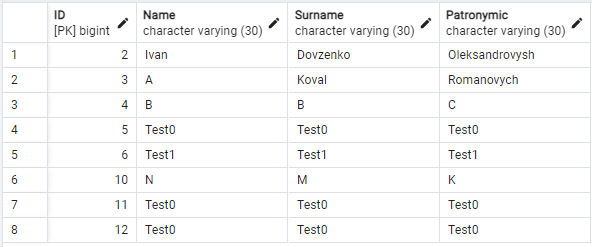 ID Name Surname Patronymic
[PK] bigint character varying (30) character varying (30) character varying (30)
1 2 Ivan Dovzenko Oleksandrovysh
2 3 A Koval Romanovych
3 4 B B C
4 5 Test0 Test0 Test0
5 6 Test1 Test1 Test1
6 10 N M K
7 11 Test0 Test0 Test0
8 12 Test0 Test0 Test0